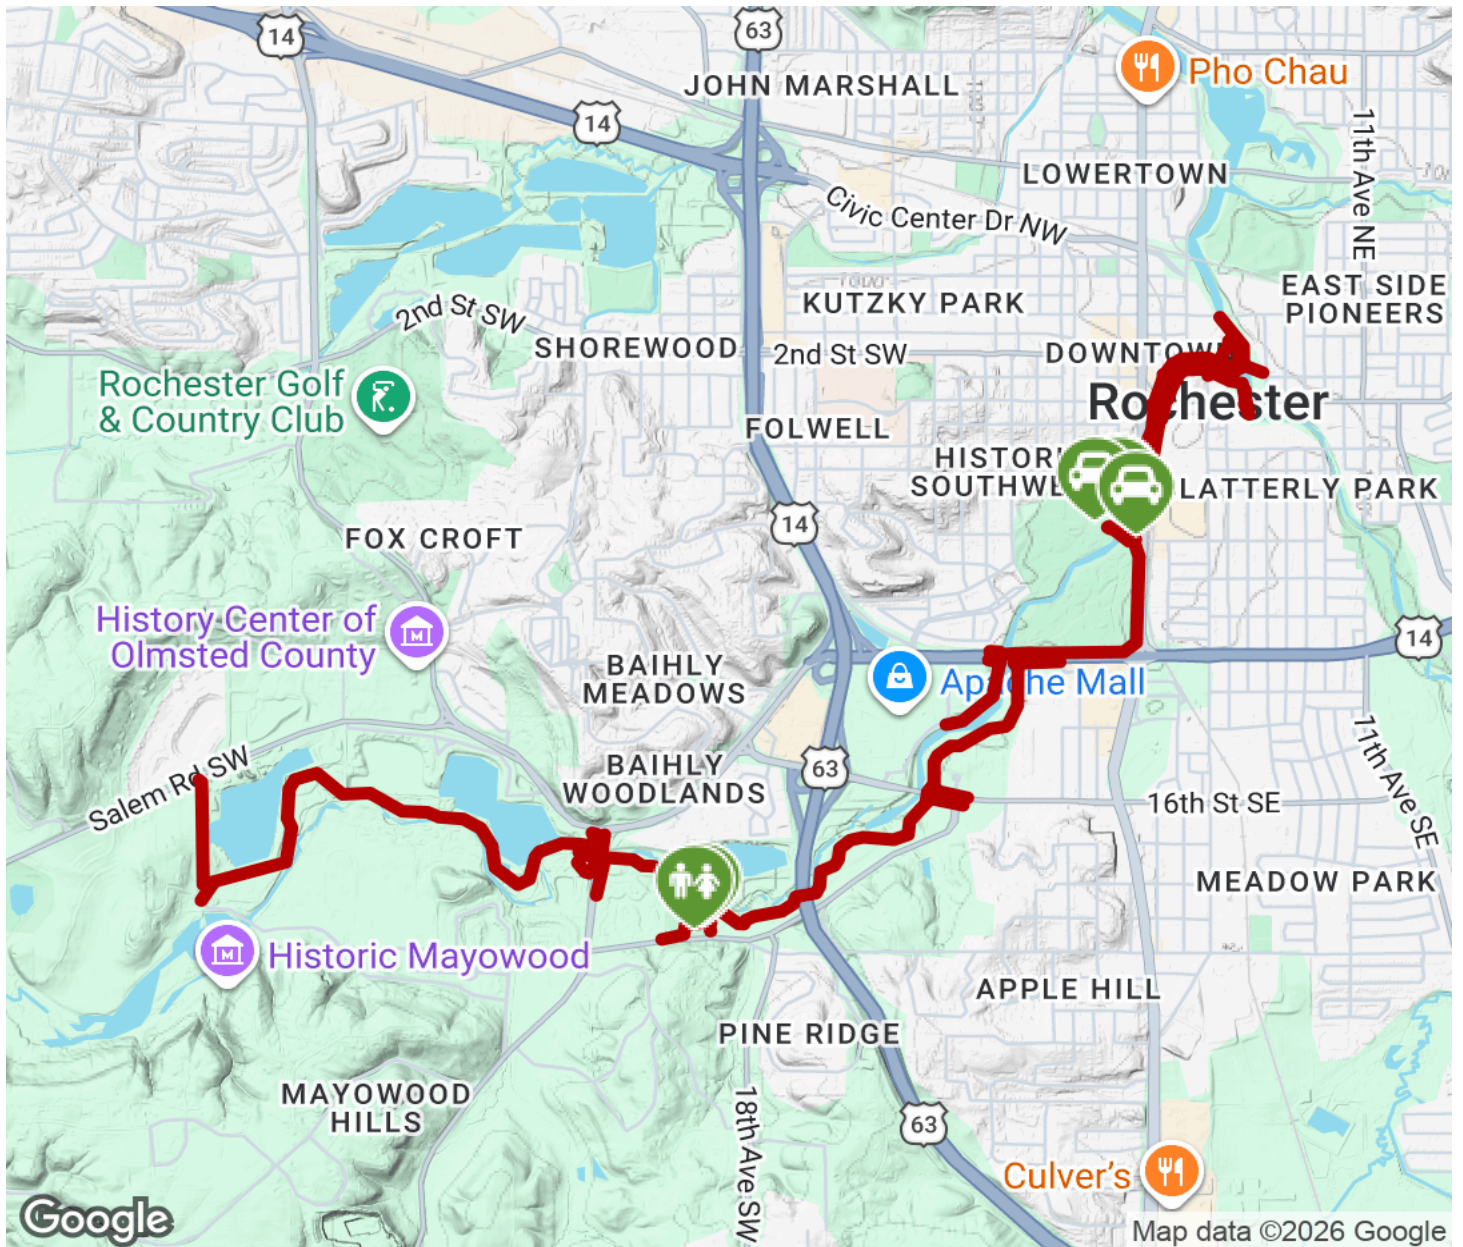 14
63
JOHN MARSHALL
Pho Chau
14
11th Ave NE
LOWERTOWN
Civic Center Dr NW
EAST SIDE
PIONEERS
KUTZKY PARK
2nd St SW
SHOREWOOD
2nd St SW
DOWNTOW
Rochester Golf
& Country Club
Rochester
FOLWELL
HISTORI
SOUTHWE
LATTERLY PARK
14
FOX CROFT
History Center of
Olmsted County
14
BAIHLY
MEADOWS
Apache Mall
11th Ave SE
Salem Rd SW
63
BAIHLY
WOODLANDS
16th St SE
MEADOW PARK
Historic Mayowood
APPLE HILL
PINE RIDGE
MAYOWOOD
HILLS
18th Ave SW
63
Culver's
Google
Map data ©2026 Google